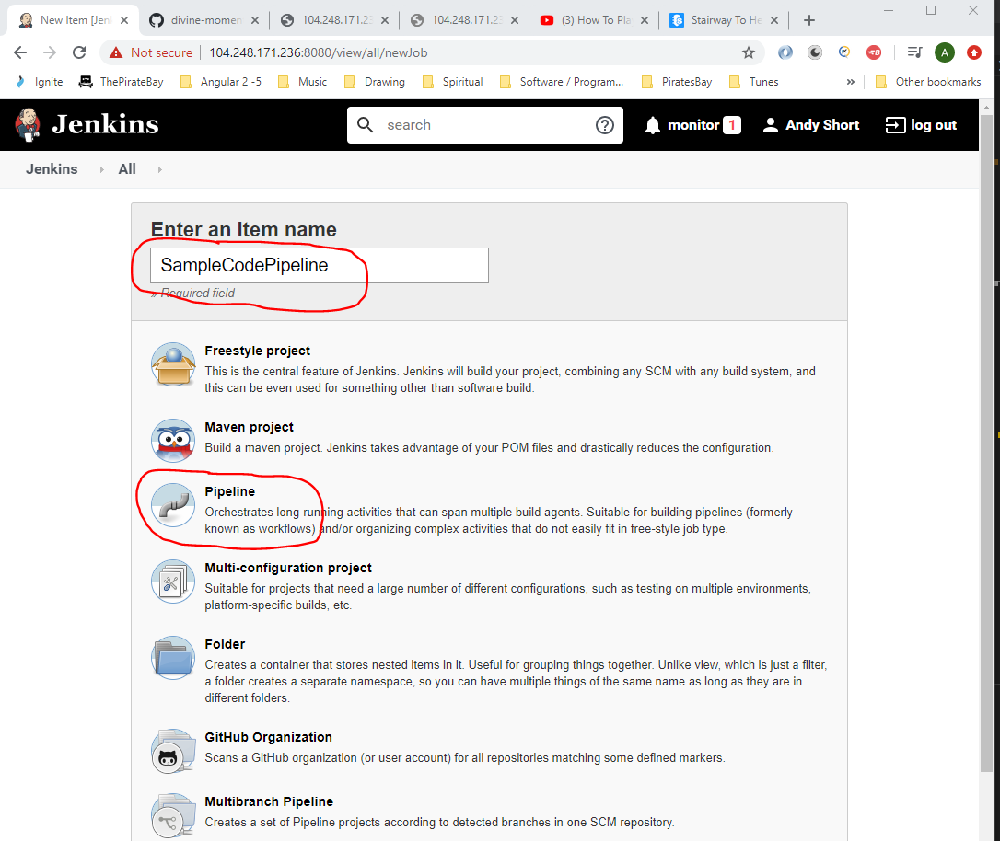 New Item [Jenk
divine-momen
104.248.171.23
104.248.171.23
(3) How To Pla
Stairway To He
Not secure
104.248.171.236:8080/view/all/newJob
A
Ignite
ThePirateBay
Angular 2 -5
Music
Drawing
Spiritual
Software / Program...
PiratesBay
Tunes
»
Other bookmarks
Jenkins
search
?
monitor 1
Andy Short
log out
Jenkins
All
Enter an item name
SampleCodePipeline
» Required field
Freestyle project
This is the central feature of Jenkins. Jenkins will build your project, combining any SCM with any build system, and
this can be even used for something other than software build.
Maven project
Build a maven project. Jenkins takes advantage of your POM files and drastically reduces the configuration.
Pipeline
Orchestrates long-running activities that can span multiple build agents. Suitable for building pipelines (formerly
known as workflows) and/or organizing complex activities that do not easily fit in free-style job type.
Multi-configuration project
Suitable for projects that need a large number of different configurations, such as testing on multiple environments,
platform-specific builds, etc.
Folder
Creates a container that stores nested items in it. Useful for grouping things together. Unlike view, which is just a filter,
a folder creates a separate namespace, so you can have multiple things of the same name as long as they are in
different folders.
GitHub Organization
Scans a GitHub organization (or user account) for all repositories matching some defined markers.
Multibranch Pipeline
Creates a set of Pipeline projects according to detected branches in one SCM repository.